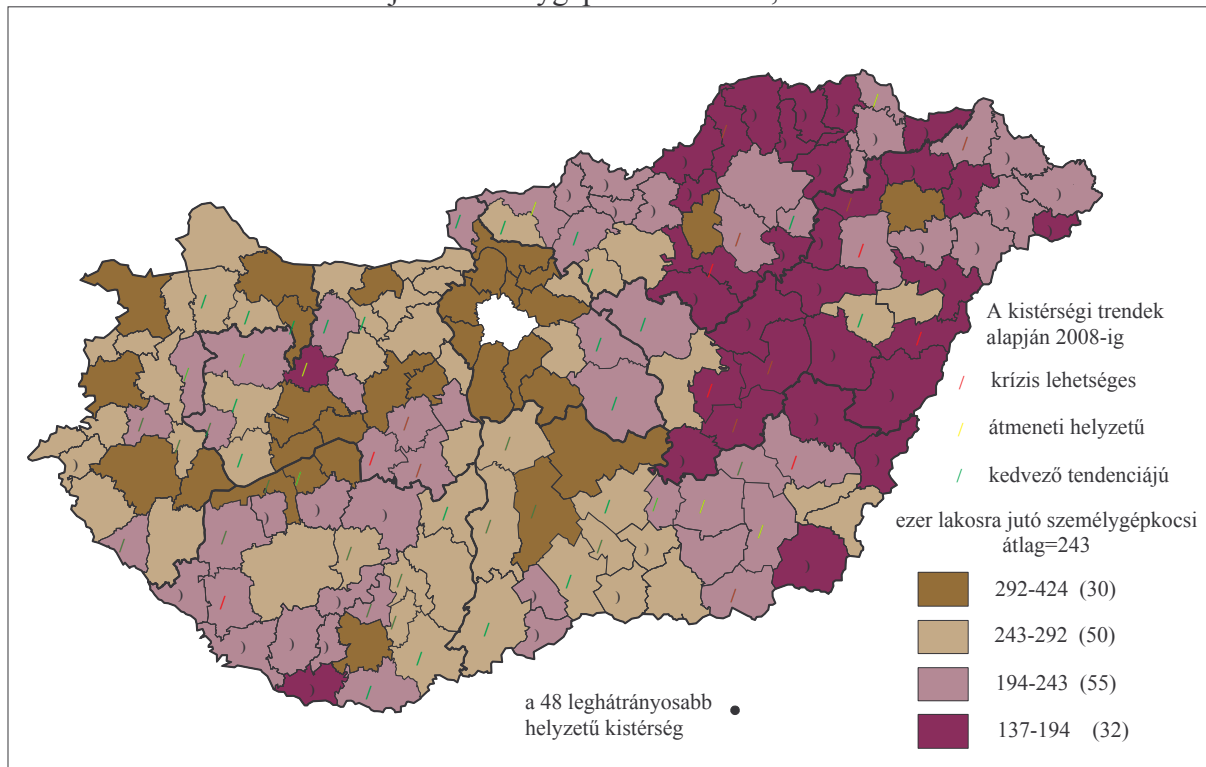 A kistérségi trendek
alapján 2008-ig
krízis lehetséges
átmeneti helyzetű
kedvező tendenciájú
ezer lakosra jutó személygépkocsi
átlag=243
292-424 (30)
243-292 (50)
194-243 (55)
137-194 (32)
a 48 leghátrányosabb
helyzetű kistérség